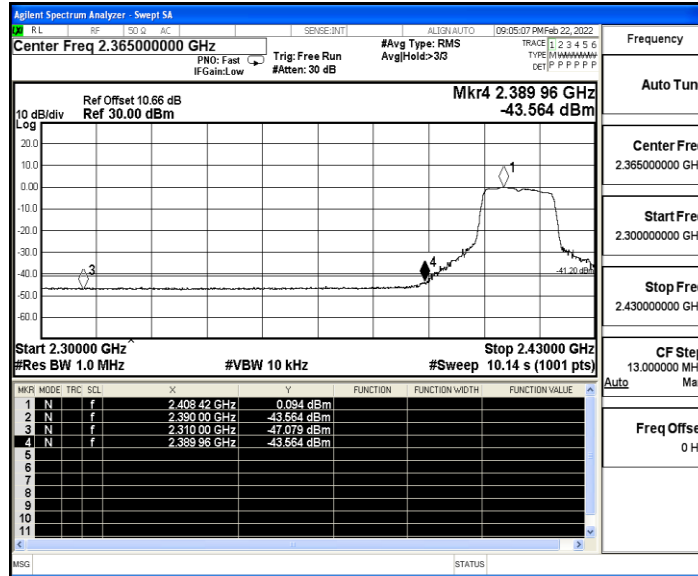 Agilent Spectrum Analyzer - Swept SA
RL RF 50 Ω AC SENSE:INT ALIGNAUTO 09:05:07 PM Feb 22, 2022
Center Freq 2.365000000 GHz
PNO: Fast
IFGain:Low
Trig: Free Run
#Atten: 30 dB
#Avg Type: RMS
Avg|Hold:>3/3
TRACE 1 2 3 4 5 6
TYPE M WWWWW
DET P P P P P P
Mkr4 2.389 96 GHz
-43.564 dBm
Ref Offset 10.66 dB
10 dB/div Ref 30.00 dBm
Log
20.0
10.0
0.00
-10.0
-20.0
-30.0
-40.0
-50.0
-60.0
1
3
4
-41.20 dBm
Start 2.30000 GHz Stop 2.43000 GHz
#Res BW 1.0 MHz #VBW 10 kHz #Sweep 10.14 s (1001 pts)
MKR MODE TRC SCL X Y FUNCTION FUNCTION WIDTH FUNCTION VALUE
1 N f 2.408 42 GHz 0.094 dBm
2 N f 2.390 00 GHz -43.564 dBm
3 N f 2.310 00 GHz -47.079 dBm
4 N f 2.389 96 GHz -43.564 dBm
5
6
7
8
9
10
11
MSG STATUS
Frequency
Auto Tun
Center Fre
2.365000000 GH
Start Fre
2.300000000 GH
Stop Fre
2.430000000 GH
CF Ste
13.000000 MH
Auto Ma
Freq Offse
0 H